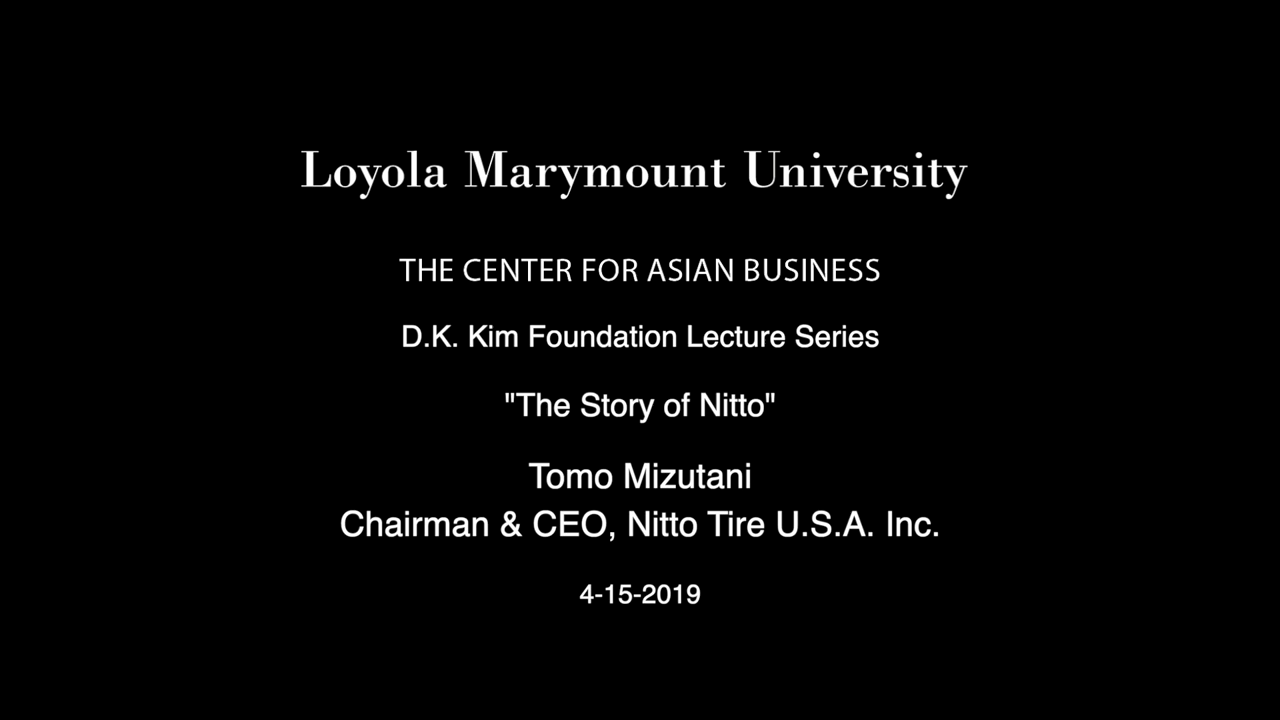 Loyola Marymount University
THE CENTER FOR ASIAN BUSINESS
D.K. Kim Foundation Lecture Series
"The Story of Nitto"
Tomo Mizutani
Chairman & CEO, Nitto Tire U.S.A. Inc.
4-15-2019